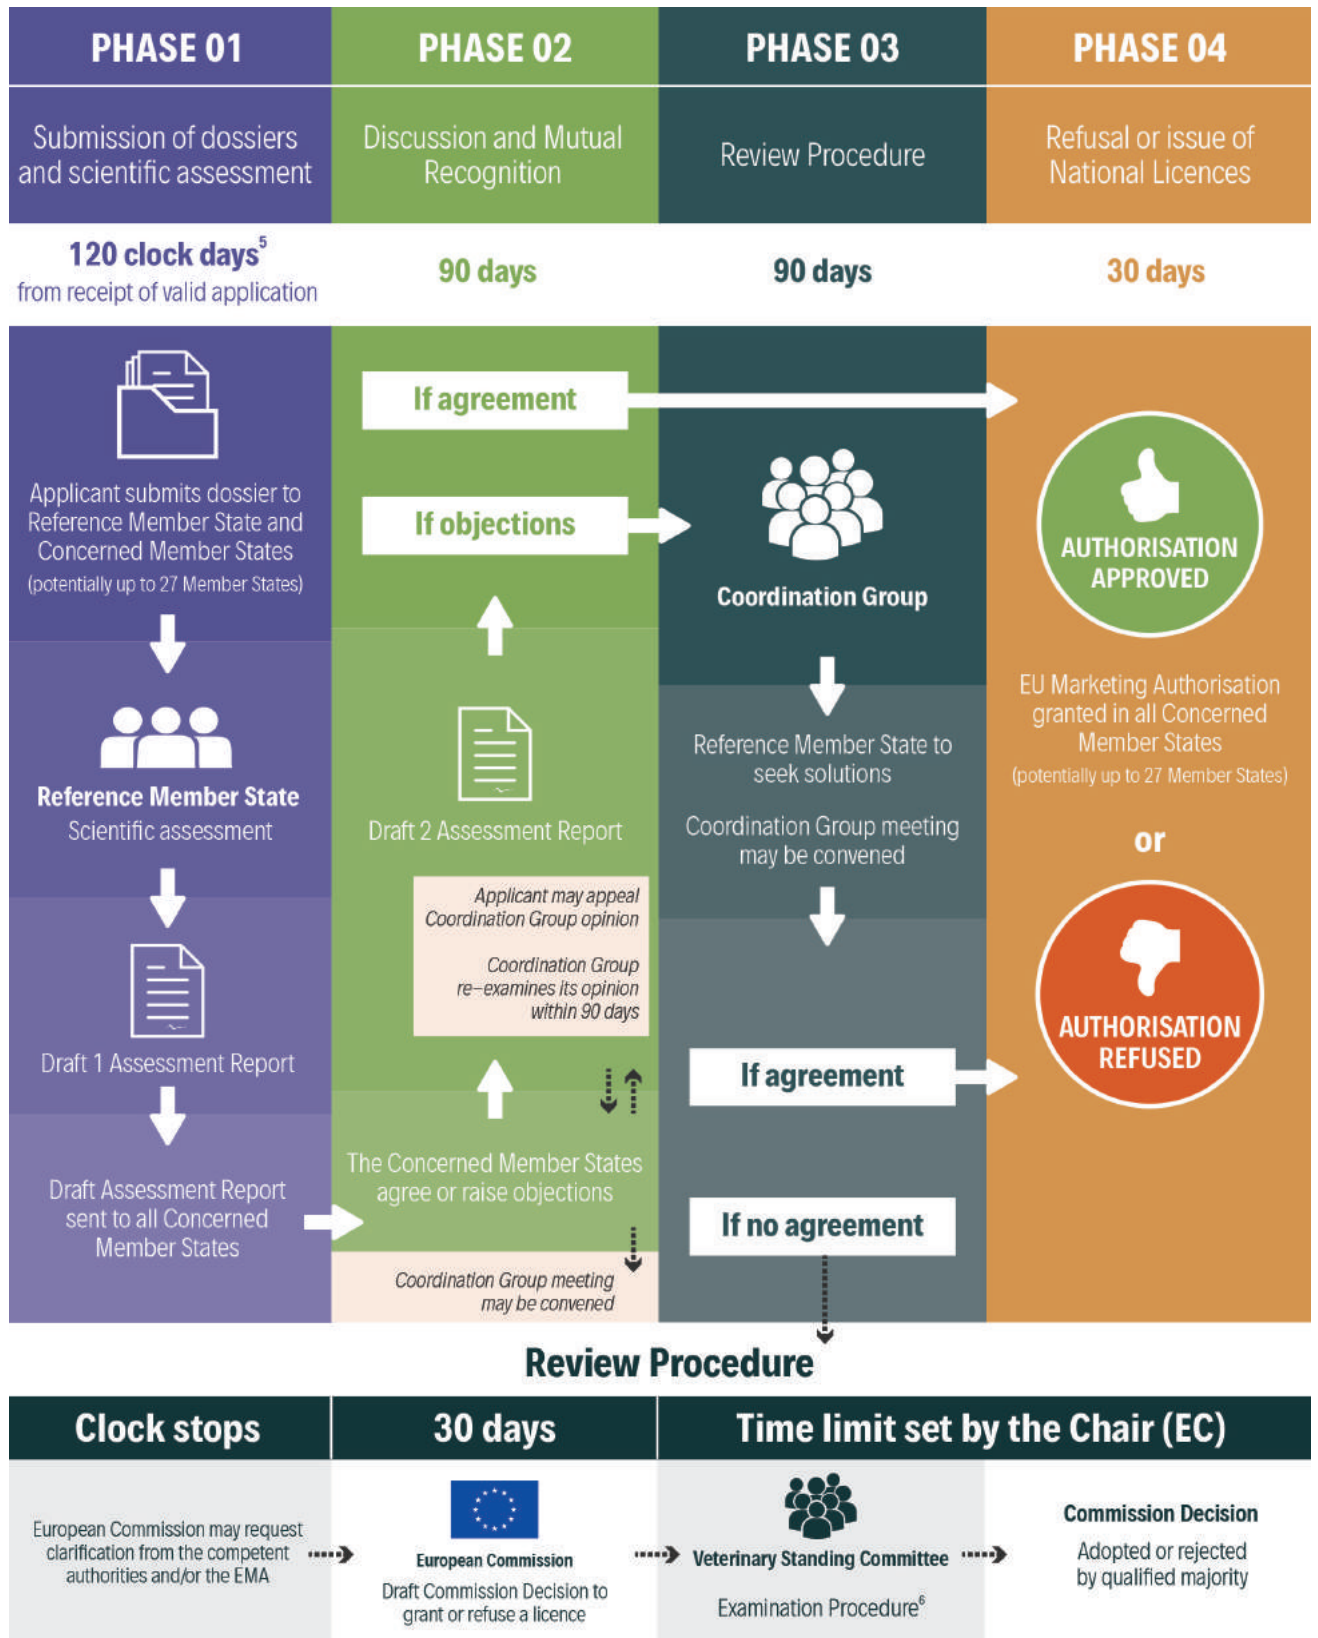 PHASE 01
Submission of dossiers
and scientific assessment
120 clock days⁵
from receipt of valid application
Applicant submits dossier to
Reference Member State and
Concerned Member States
(potentially up to 27 Member States)
Reference Member State
Scientific assessment
Draft 1 Assessment Report
Draft Assessment Report
sent to all Concerned
Member States
PHASE 02
Discussion and Mutual
Recognition
90 days
If agreement
If objections
Draft 2 Assessment Report
Applicant may appeal
Coordination Group opinion
Coordination Group
re-examines its opinion
within 90 days
The Concerned Member States
agree or raise objections
Coordination Group meeting
may be convened
PHASE 03
Review Procedure
90 days
Coordination Group
Reference Member State to
seek solutions
Coordination Group meeting
may be convened
If agreement
If no agreement
PHASE 04
Refusal or issue of
National Licences
30 days
AUTHORISATION
APPROVED
EU Marketing Authorisation
granted in all Concerned
Member States
(potentially up to 27 Member States)
or
AUTHORISATION
REFUSED
Review Procedure
Clock stops
European Commission may request
clarification from the competent
authorities and/or the EMA
30 days
European Commission
Draft Commission Decision to
grant or refuse a licence
Time limit set by the Chair (EC)
Veterinary Standing Committee
Examination Procedure⁶
Commission Decision
Adopted or rejected
by qualified majority